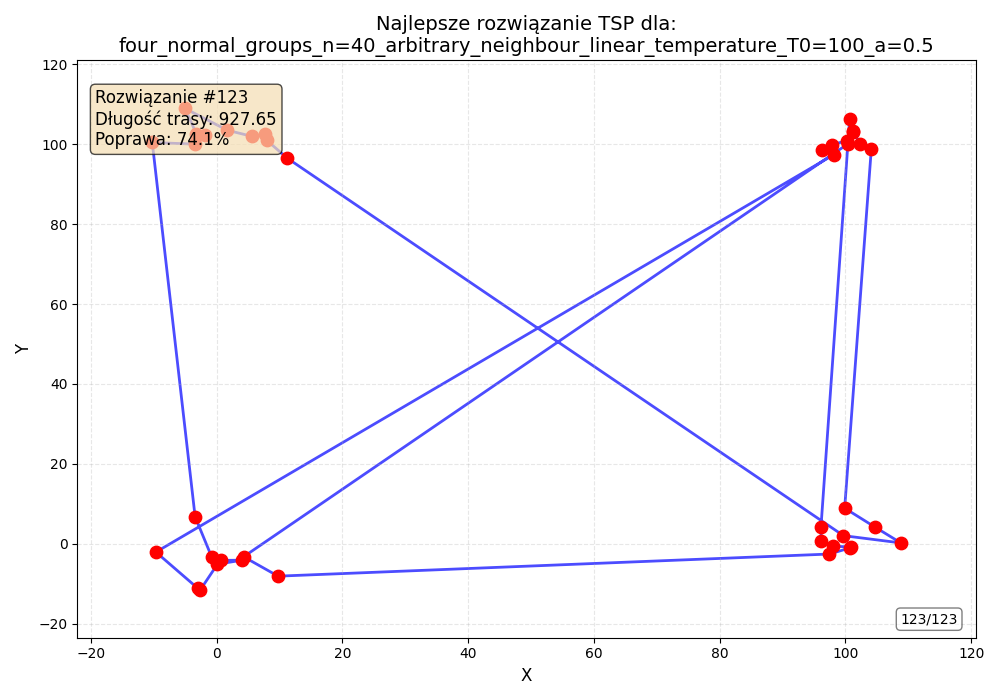 Najlepsze rozwiązanie TSP dla:
four_normal_groups_n=40_arbitrary_neighbour_linear_temperature_T0=100_a=0.5
Rozwiązanie #123
Długość trasy: 927.65
Poprawa: 74.1%
120
100
80
60
40
20
0
−20
Y
123/123
−20 0 20 40 60 80 100 120
X